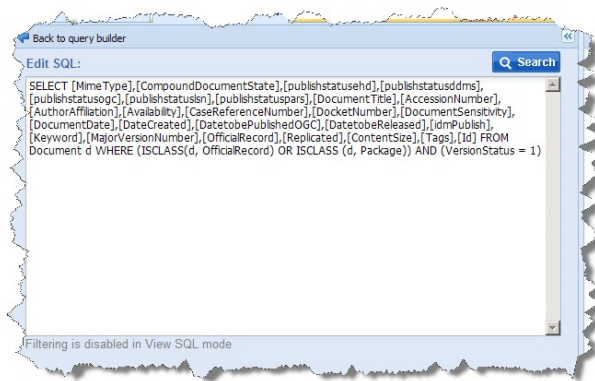 Back to query builder
Edit SQL:
Search
SELECT [MimeType],[CompoundDocumentState],[publishstatusehd],[publishstatusddms],
[publishstatusogc],[publishstatuslsn],[publishstatuspars],[DocumentTitle],[AccessionNumber],
[AuthorAffiliation],[Availability],[CaseReferenceNumber],[DocketNumber],[DocumentSensitivity],
[DocumentDate],[DateCreated],[DatetobePublishedOGC],[DatetobeReleased],[idmPublish],
[Keyword],[MajorVersionNumber],[OfficialRecord],[Replicated],[ContentSize],[Tags],[Id] FROM
Document d WHERE (ISCLASS(d, OfficialRecord) OR ISCLASS (d, Package)) AND (VersionStatus = 1)
Filtering is disabled in View SQL mode